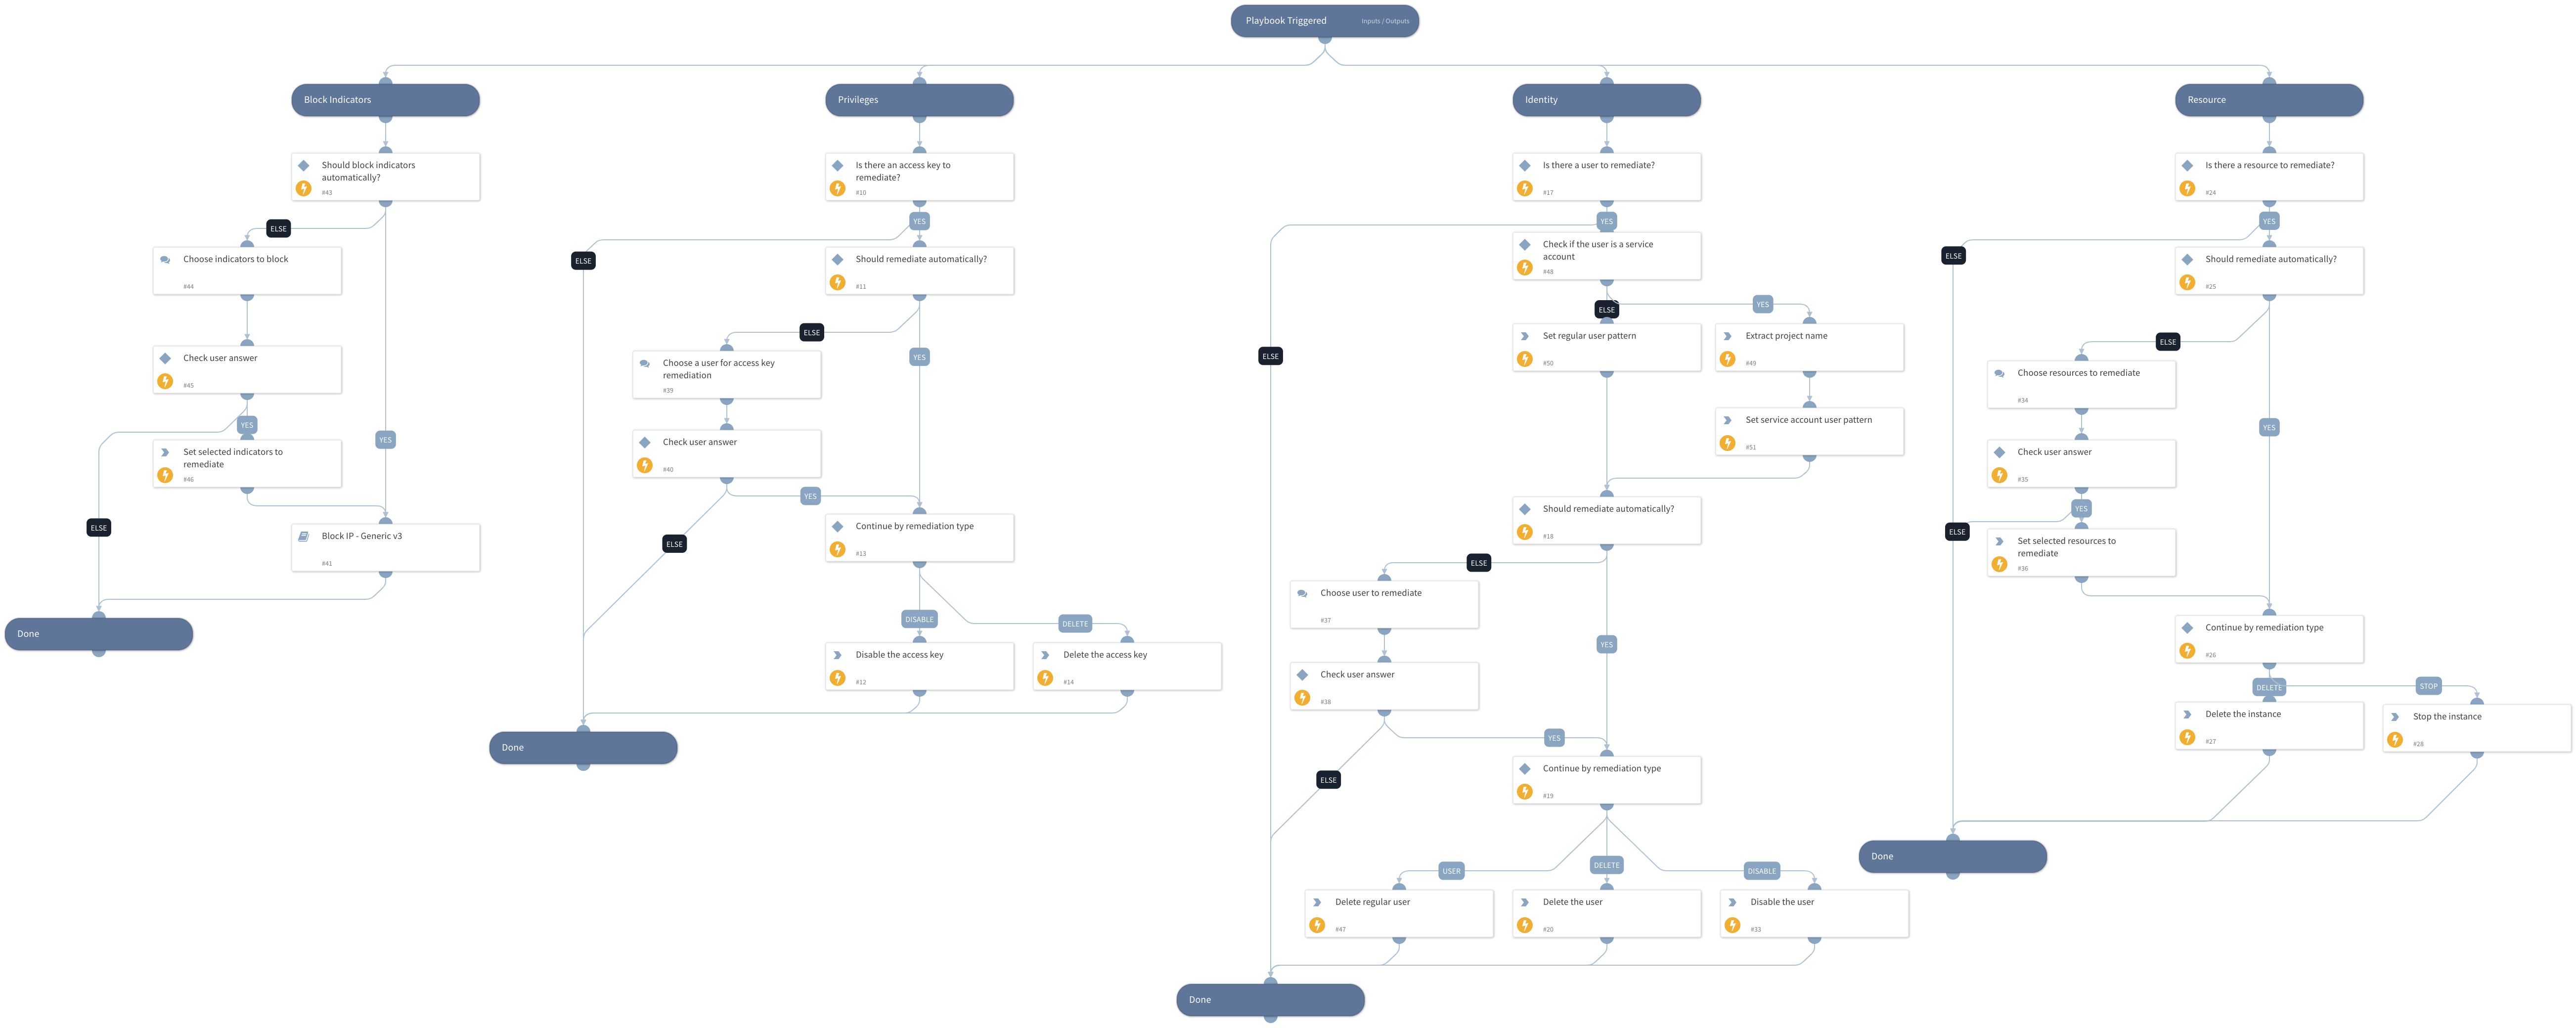 Playbook Triggered
Inputs / Outputs
Block Indicators
Should block indicators
automatically?
#43
ELSE
Choose indicators to block
#44
Check user answer
#45
YES
YES
Set selected indicators to
remediate
#46
ELSE
Block IP - Generic v3
#41
Done
Privileges
Is there an access key to
remediate?
#10
YES
ELSE
Should remediate automatically?
#11
ELSE
YES
Choose a user for access key
remediation
#39
Check user answer
#40
YES
ELSE
Continue by remediation type
#13
DISABLE
DELETE
Disable the access key
#12
Delete the access key
#14
Done
Identity
Is there a user to remediate?
#17
YES
Check if the user is a service
account
#48
ELSE
YES
ELSE
Set regular user pattern
#50
Extract project name
#49
Set service account user pattern
#51
Should remediate automatically?
#18
ELSE
Choose user to remediate
#37
YES
Check user answer
#38
YES
ELSE
Continue by remediation type
#19
USER
DELETE
DISABLE
Delete regular user
#47
Delete the user
#20
Disable the user
#33
Done
Resource
Is there a resource to remediate?
#24
YES
ELSE
Should remediate automatically?
#25
ELSE
Choose resources to remediate
#34
YES
Check user answer
#35
YES
ELSE
Set selected resources to
remediate
#36
Continue by remediation type
#26
DELETE
STOP
Delete the instance
#27
Stop the instance
#28
Done